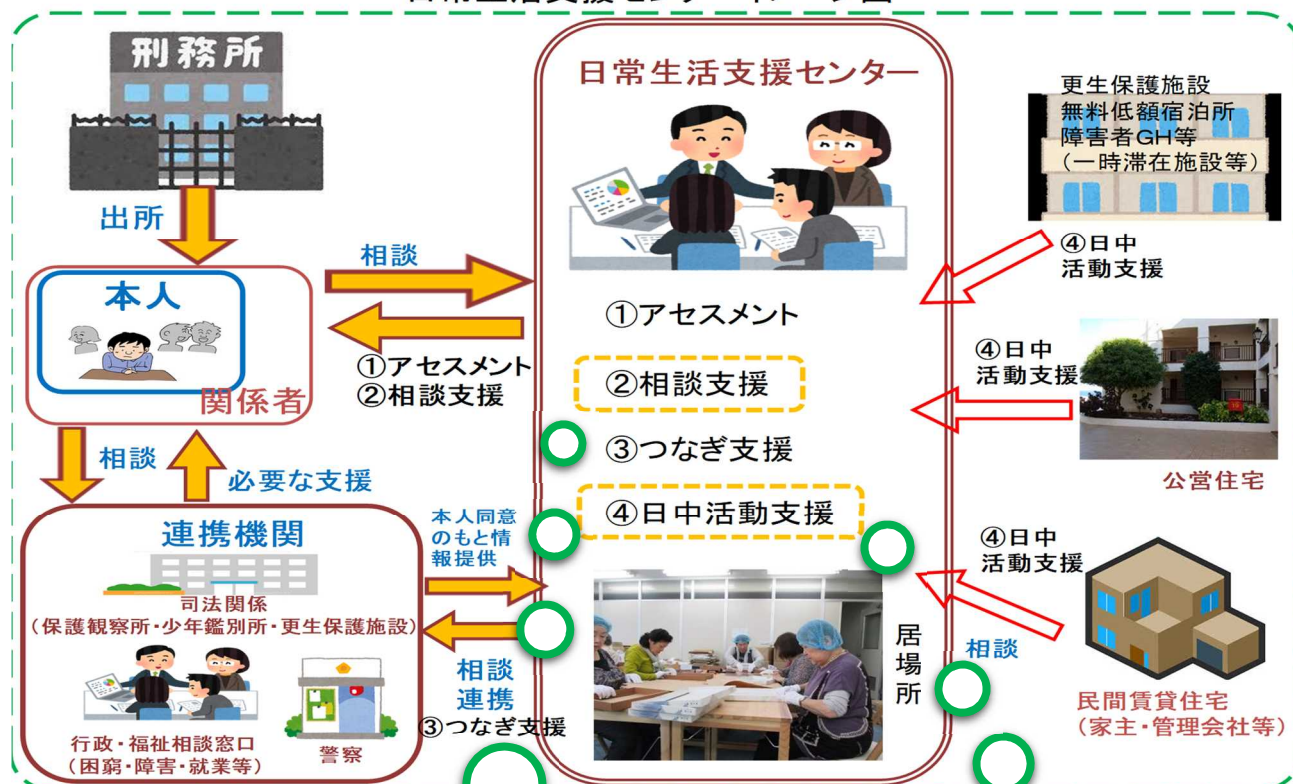 刑務所
出所
本人
関係者
相談
①アセスメント
②相談支援
相談
必要な支援
連携機関
司法関係
(保護観察所・少年鑑別所・更生保護施設)
行政・福祉相談窓口
(困窮・障害・就業等)
警察
本人同意
のもと情
報提供
相談
連携
③つなぎ支援
日常生活支援センター
①アセスメント
②相談支援
③つなぎ支援
④日中活動支援
居場所
更生保護施設
無料低額宿泊所
障害者GH等
(一時滞在施設等)
④日中
活動支援
④日中
活動支援
公営住宅
④日中
活動支援
相談
民間賃貸住宅
(家主・管理会社等)